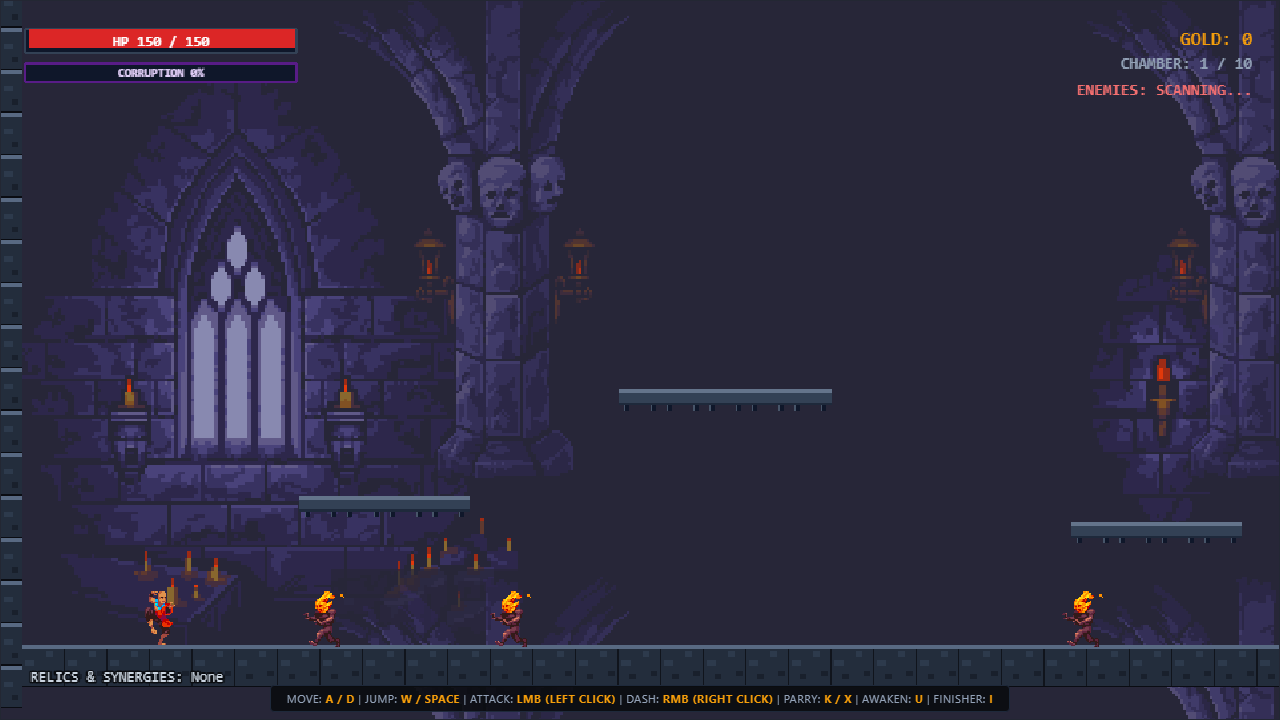 HP 150 / 150
CORRUPTION 0%
GOLD: 0
CHAMBER: 1 / 10
ENEMIES: SCANNING...
RELICS & SYNERGIES: None
MOVE: A / D | JUMP: W / SPACE | ATTACK: LMB (LEFT CLICK) | DASH: RMB (RIGHT CLICK) | PARRY: K / X | AWAKEN: U | FINISHER: I